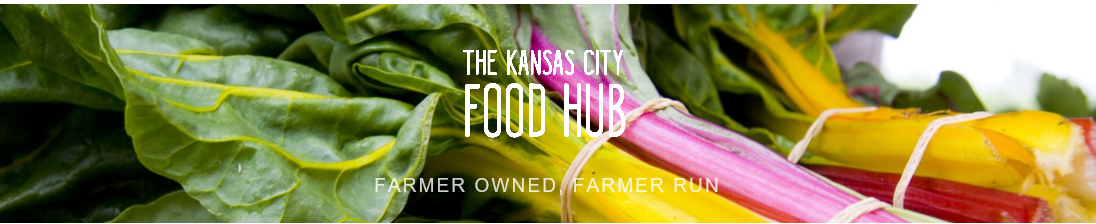 THE KANSAS CITY
FOOD HUB
FARMER OWNED, FARMER RUN